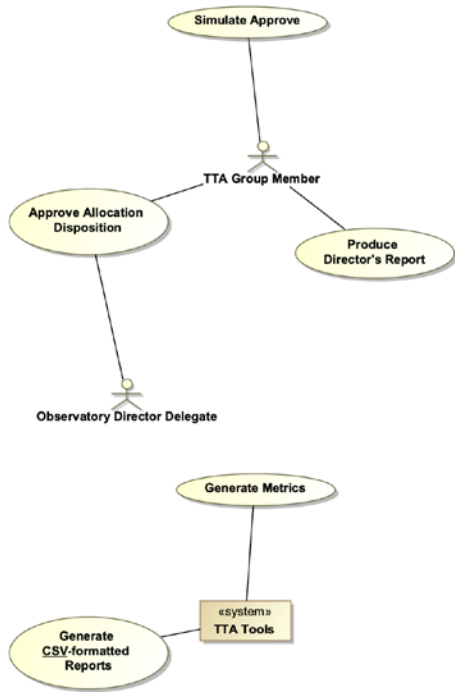 Simulate Approve
TTA Group Member
Approve Allocation
Disposition
Produce
Director's Report
Observatory Director Delegate
Generate Metrics
«system»
TTA Tools
Generate
CSV-formatted
Reports